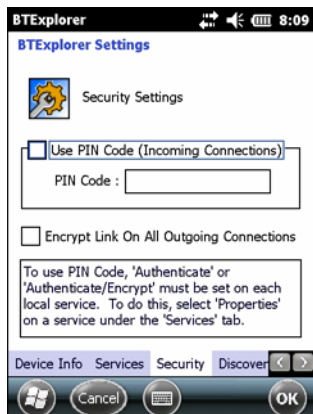 BTExplorer 8:09
BTExplorer Settings
Security Settings
Use PIN Code (Incoming Connections)
PIN Code :
Encrypt Link On All Outgoing Connections
To use PIN Code, 'Authenticate' or
'Authenticate/Encrypt' must be set on each
local service. To do this, select 'Properties'
on a service under the 'Services' tab.
Device Info Services Security Discover
Cancel OK